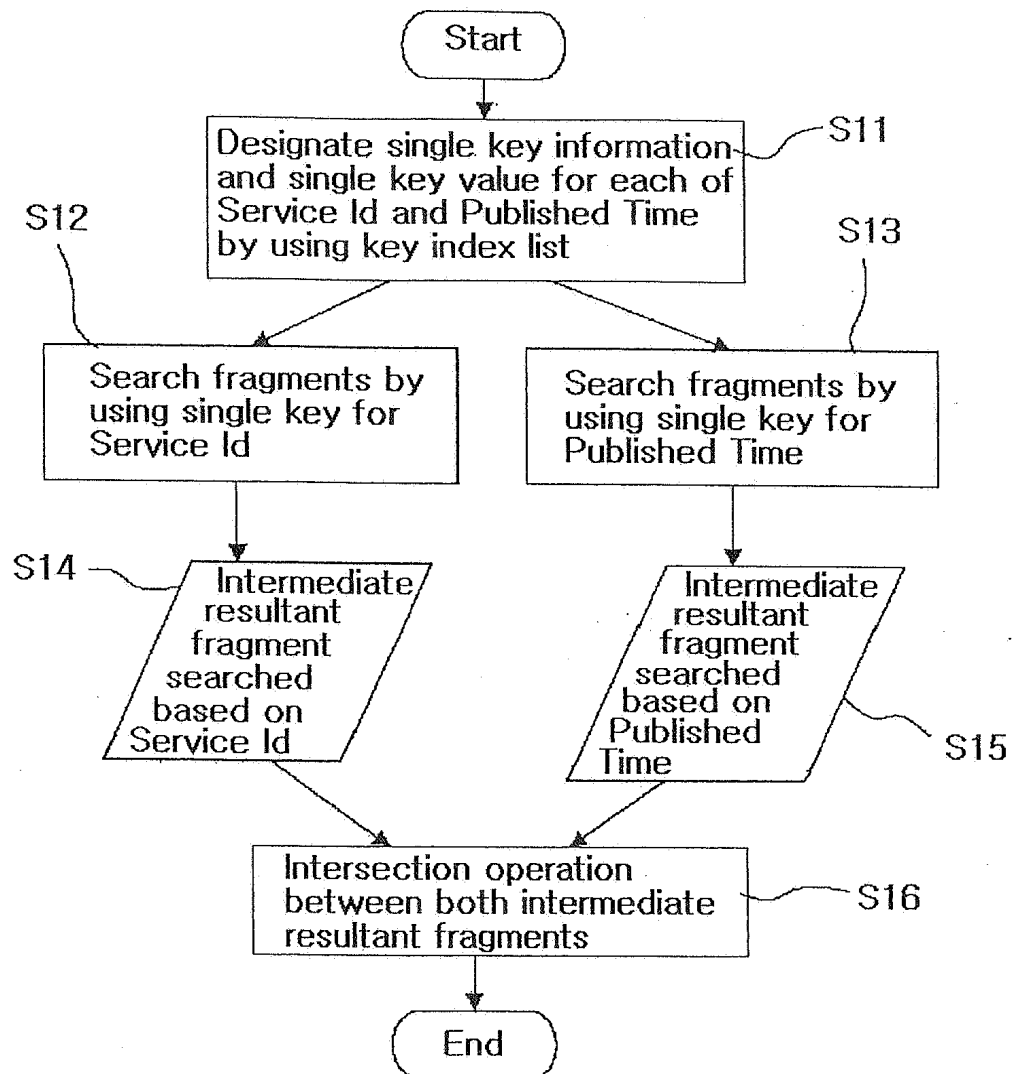 Start
Designate single key information
and single key value for each of
Service Id and Published Time
by using key index list
S11
S12
S13
Search fragments by
using single key for
Service Id
Search fragments by
using single key for
Published Time
S14
Intermediate
resultant
fragment
searched
based on
Service Id
Intermediate
resultant
fragment
searched
based on
Published
Time
S15
Intersection operation
between both intermediate
resultant fragments
S16
End